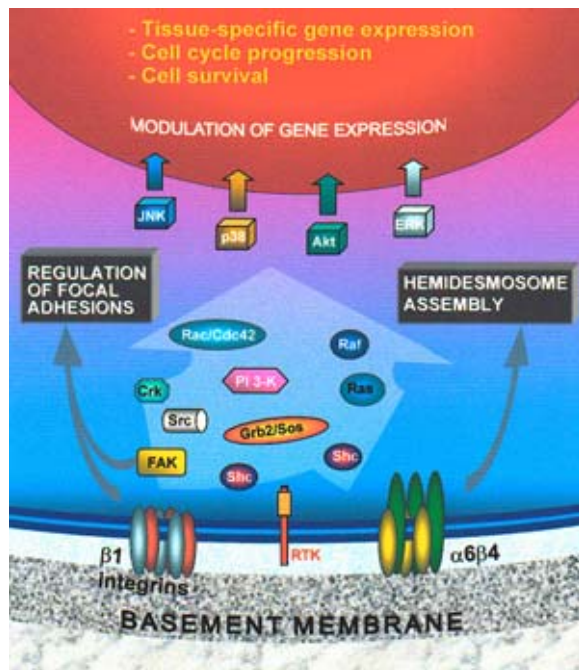 - Tissue-specific gene expression
- Cell cycle progression
- Cell survival
MODULATION OF GENE EXPRESSION
JNK
p38
Akt
ERK
REGULATION
OF FOCAL
ADHESIONS
HEMIDESMOSOME
ASSEMBLY
Rac/Cdc42
Raf
PI 3-K
Ras
Crk
Src
Grb2/Sos
FAK
Shc
Shc
β1
integrins
RTK
α6β4
BASEMENT MEMBRANE